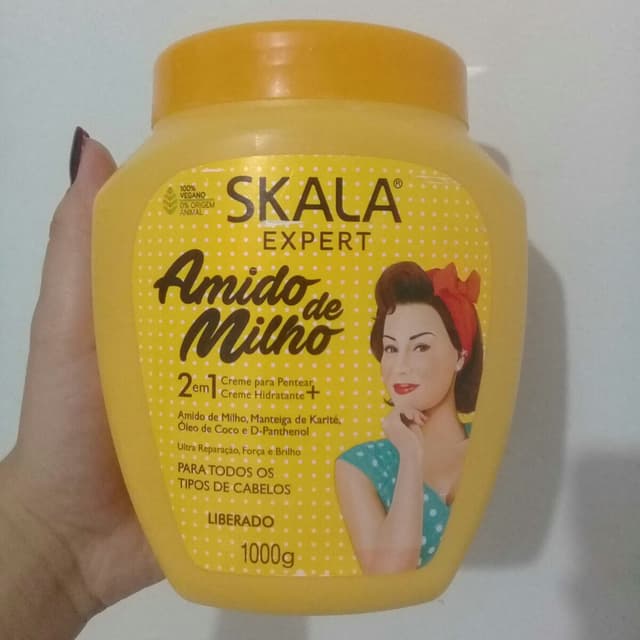 100%
VEGANO
0% ORIGEM
ANIMAL
SKALA®
EXPERT
Amido de
Milho
2 em 1 Creme para Pentear +
Creme Hidratante
Amido de Milho, Manteiga de Karité,
Óleo de Coco e D-Panthenol
Ultra Reparação, Força e Brilho
PARA TODOS OS
TIPOS DE CABELOS
LIBERADO
1000g